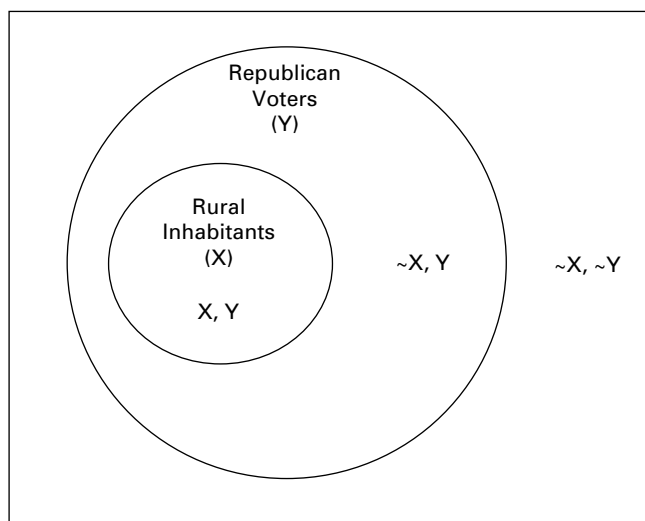 Republican
Voters
(Y)
Rural
Inhabitants
(X)
X, Y
~X, Y
~X, ~Y